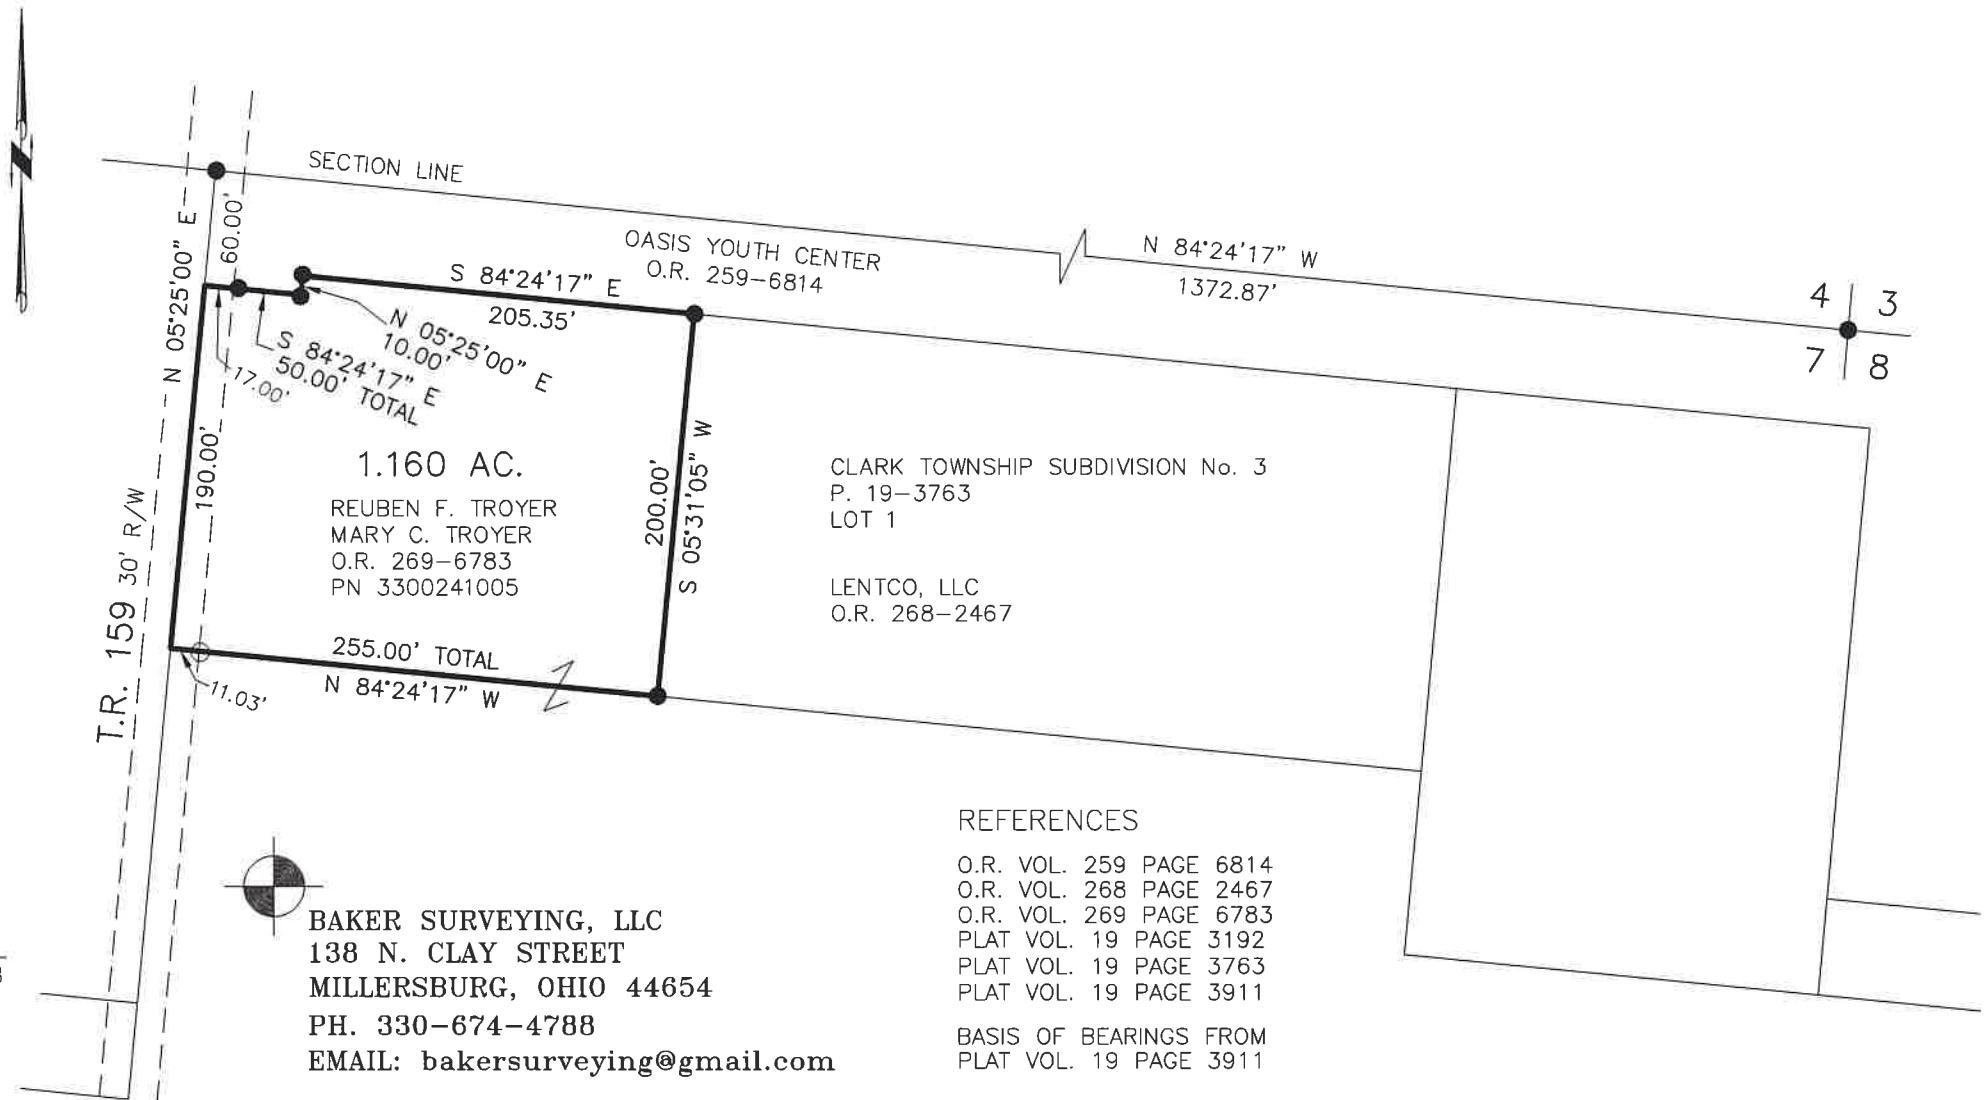 N
SECTION LINE
N 05°25'00" E
60.00'
OASIS YOUTH CENTER
O.R. 259-6814
N 84°24'17" W
1372.87'
4 3
7 8
S 84°24'17" E
205.35'
N 05°25'00" E
10.00'
S 84°24'17" E
50.00' TOTAL
17.00'
190.00'
1.160 AC.
REUBEN F. TROYER
MARY C. TROYER
O.R. 269-6783
PN 3300241005
200.00'
S 05°31'05" W
CLARK TOWNSHIP SUBDIVISION No. 3
P. 19-3763
LOT 1
LENTCO, LLC
O.R. 268-2467
T.R. 159 30' R/W
255.00' TOTAL
N 84°24'17" W
11.03'
BAKER SURVEYING, LLC
138 N. CLAY STREET
MILLERSBURG, OHIO 44654
PH. 330-674-4788
EMAIL: bakersurveying@gmail.com
REFERENCES
O.R. VOL. 259 PAGE 6814
O.R. VOL. 268 PAGE 2467
O.R. VOL. 269 PAGE 6783
PLAT VOL. 19 PAGE 3192
PLAT VOL. 19 PAGE 3763
PLAT VOL. 19 PAGE 3911
BASIS OF BEARINGS FROM
PLAT VOL. 19 PAGE 3911